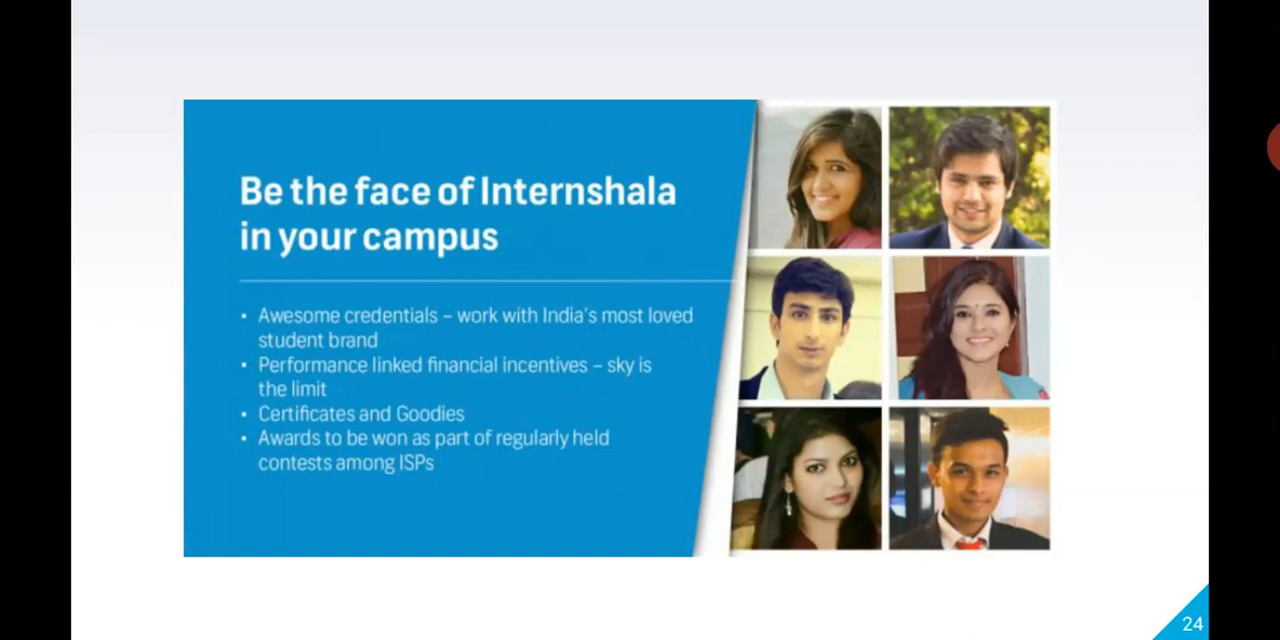 Be the face of Internshala
in your campus
• Awesome credentials – work with India's most loved
student brand
• Performance linked financial incentives – sky is
the limit
• Certificates and Goodies
• Awards to be won as part of regularly held
contests among ISPs
24